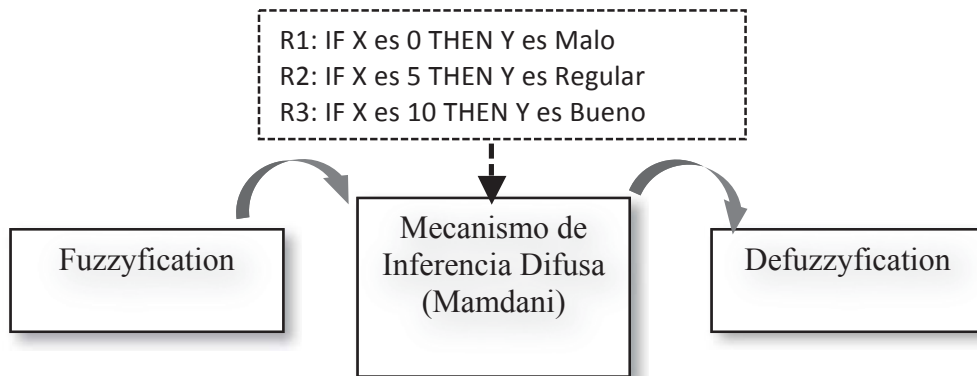 R1: IF X es 0 THEN Y es Malo
R2: IF X es 5 THEN Y es Regular
R3: IF X es 10 THEN Y es Bueno
Fuzzyfication
Mecanismo de
Inferencia Difusa
(Mamdani)
Defuzzyfication